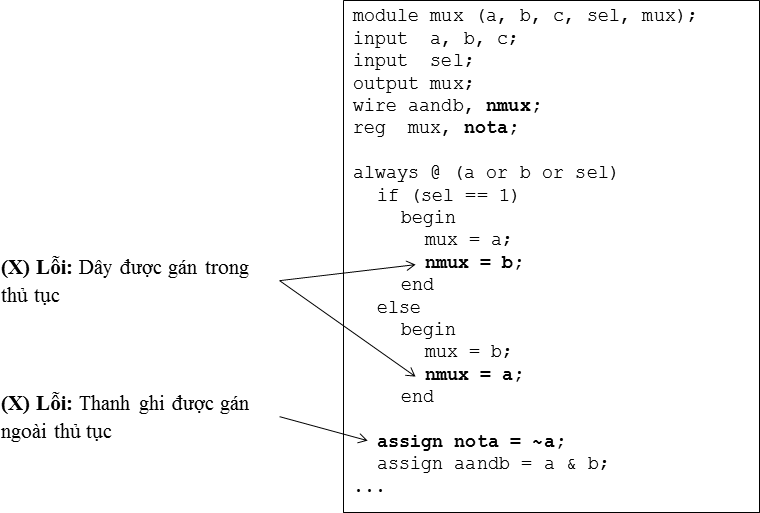 module mux (a, b, c, sel, mux);
input  a, b, c;
input  sel;
output mux;
wire aandb, nmux;
reg  mux, nota;
always @ (a or b or sel)
if (sel == 1)
begin
mux = a;
nmux = b;
end
else
begin
mux = b;
nmux = a;
end
assign nota = ~a;
assign aandb = a & b;
...
(X) Lỗi: Dây được gán trong
thủ tục
(X) Lỗi: Thanh ghi được gán
ngoài thủ tục